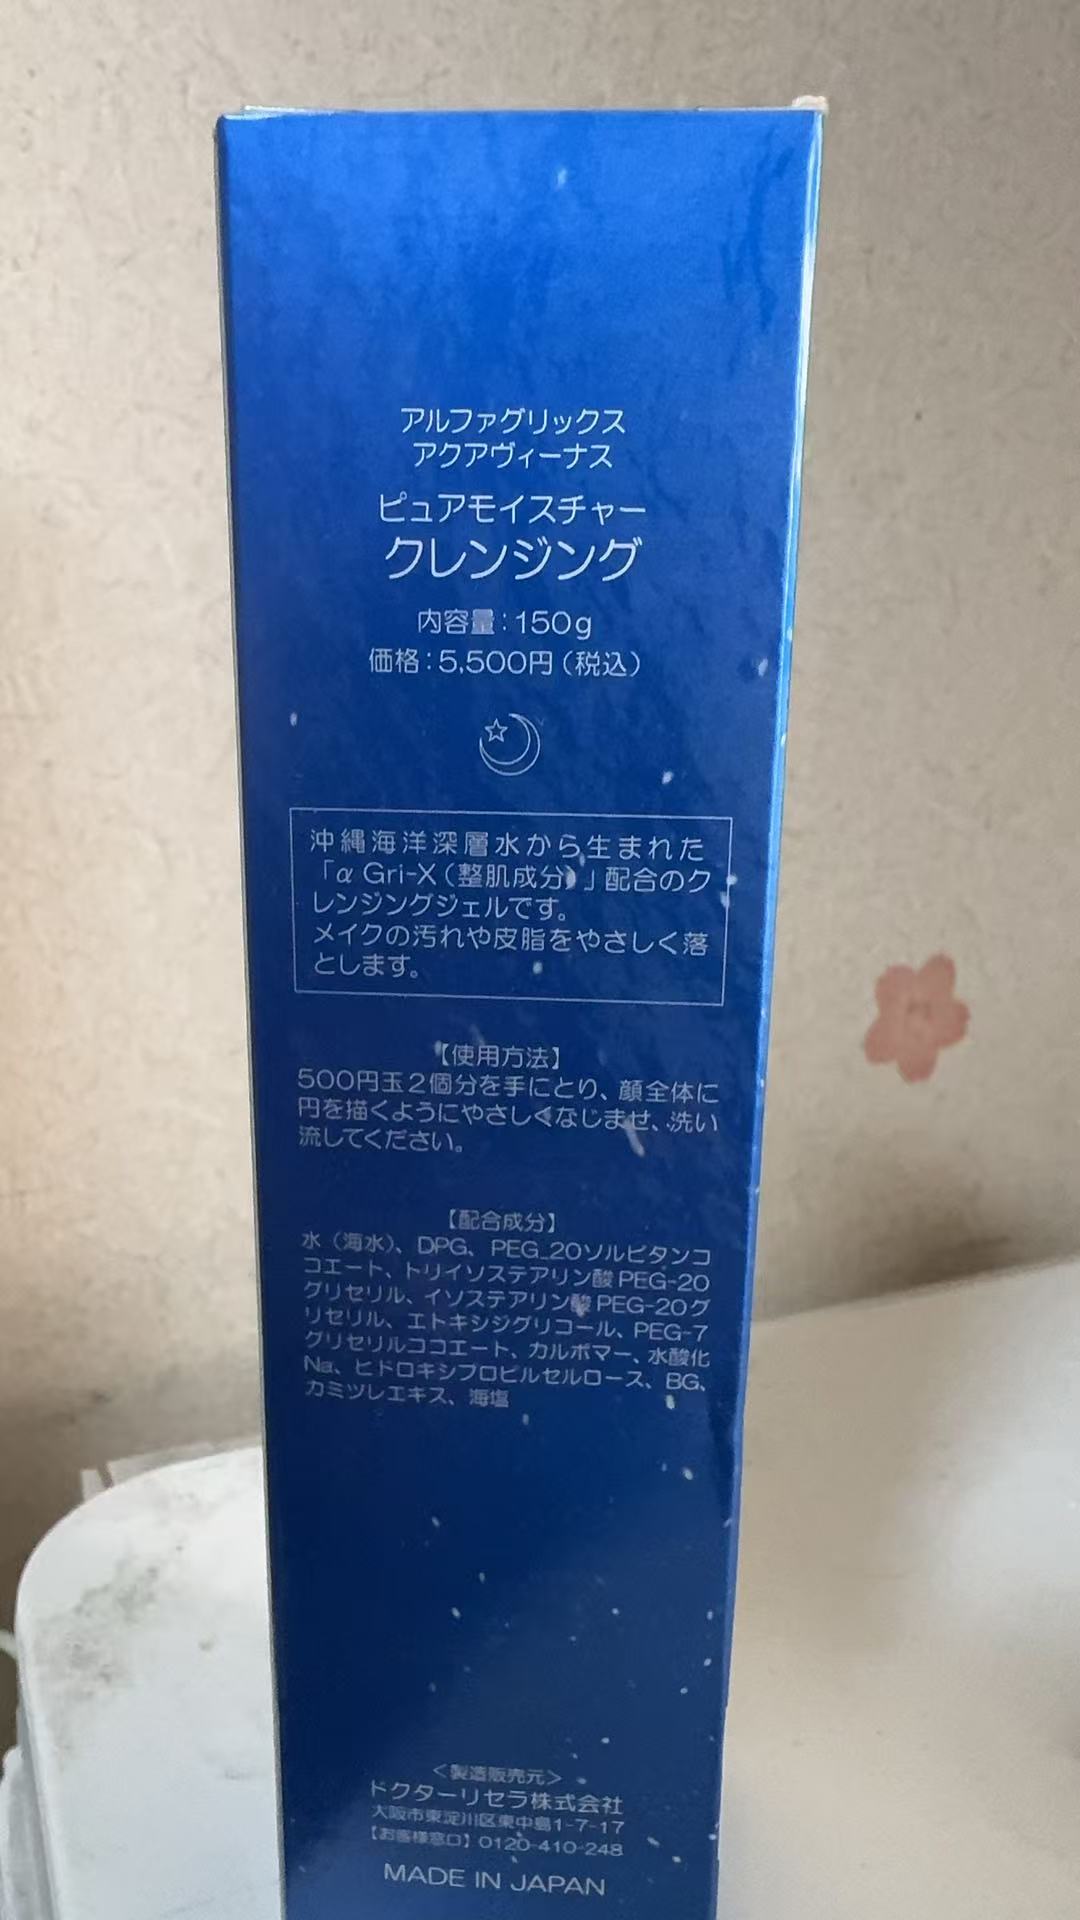 アルファグリックス
アクアヴィーナス
ピュアモイスチャー
クレンジング
内容量：150g
価格：5,500円（税込）
沖縄海洋深層水から生まれた
「α Gri-X（整肌成分）」配合のク
レンジングジェルです。
メイクの汚れや皮脂をやさしく落
とします。
【使用方法】
500円玉2個分を手にとり、顔全体に
円を描くようにやさしくなじませ、洗い
流してください。
【配合成分】
水（海水）、DPG、PEG-20ソルビタンコ
コエート、トリイソステアリン酸PEG-20
グリセリル、イソステアリン酸PEG-20グ
リセリル、エトキシジグリコール、PEG-7
グリセリルココエート、カルボマー、水酸化
Na、ヒドロキシプロピルセルロース、BG、
カミツレエキス、海塩
＜製造販売元＞
ドクターリセラ株式会社
大阪市東淀川区東中島1-7-17
【お客様窓口】0120-410-248
MADE IN JAPAN